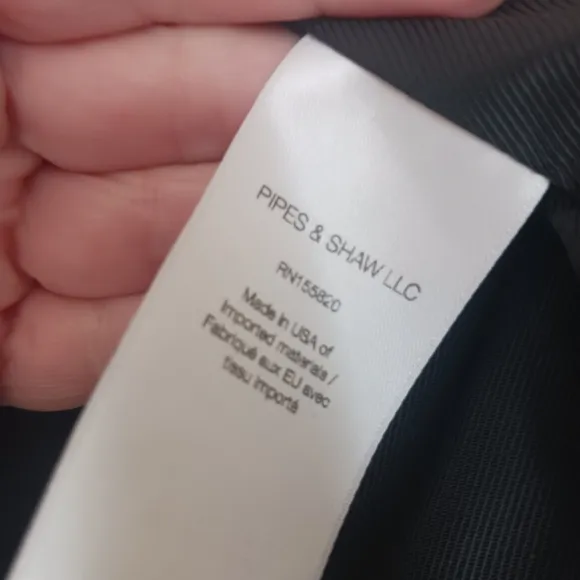 PIPES & SHAW LLC
RN155820
Made in USA of
Imported materials /
Fabriqué aux EU avec
tissu importé